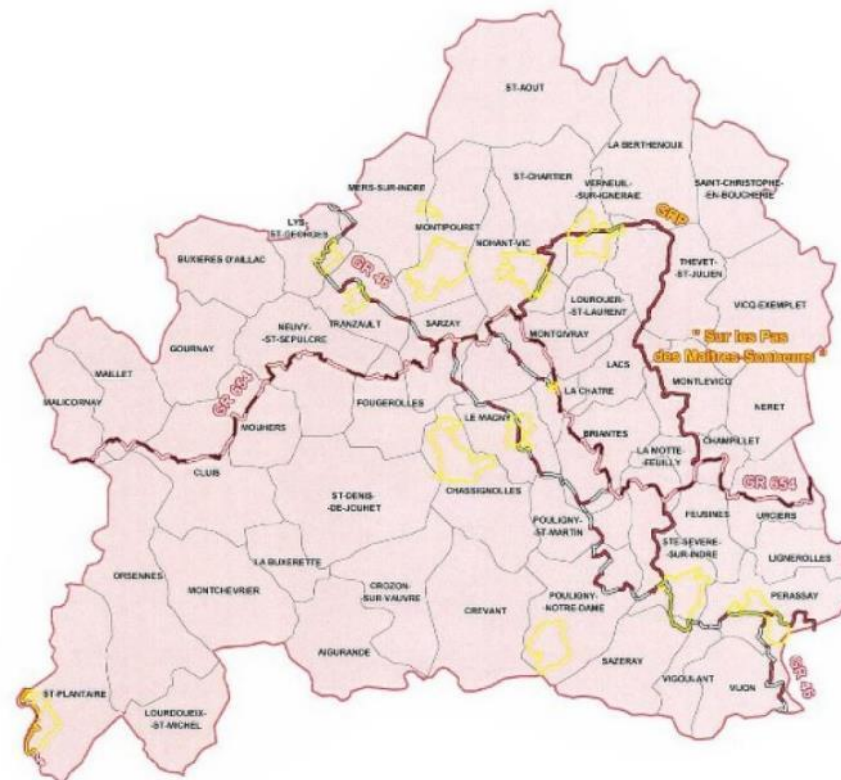 ST-AOUT
LA BERTHENOUX
ST-CHARTIER
MERS-SUR-INDRE
VERNEUIL
-SUR-IGNERAIE
SAINT-CHRISTOPHE-
EN-BOUCHERIE
GRP
LYS
-ST-GEORGES
MONTIPOURET
NOHANT-VIC
BUXIERES D'AILLAC
GR 46
THEVET-
ST-JULIEN
VICQ-EXEMPLET
LOUROUER-
ST-LAURENT
NEUVY-
-ST-SEPULCRE
TRANZAULT
SARZAY
MONTGIVRAY
" Sur les Pas
des Maîtres-Sonneurs "
GOURNAY
MAILLET
MALICORNAY
GR 654
LACS
MONTLEVICQ
FOUGEROLLES
LA CHATRE
NERET
MOUHERS
LE MAGNY
BRIANTES
CHAMPILLET
LA MOTTE-
-FEUILLY
CLUIS
GR 654
CHASSIGNOLLES
ST-DENIS
-DE-JOUHET
FEUSINES
URCIERS
POULIGNY-
ST-MARTIN
STE-SEVERE-
SUR-INDRE
LIGNEROLLES
LA BUXERETTE
ORSENNES
MONTCHEVRIER
CROZON-
-SUR-VAUVRE
CREVANT
POULIGNY-
-NOTRE-DAME
PERASSAY
AIGURANDE
SAZERAY
VIGOULANT
VIJON
GR 46
ST-PLANTAIRE
LOURDOUEIX-
-ST-MICHEL